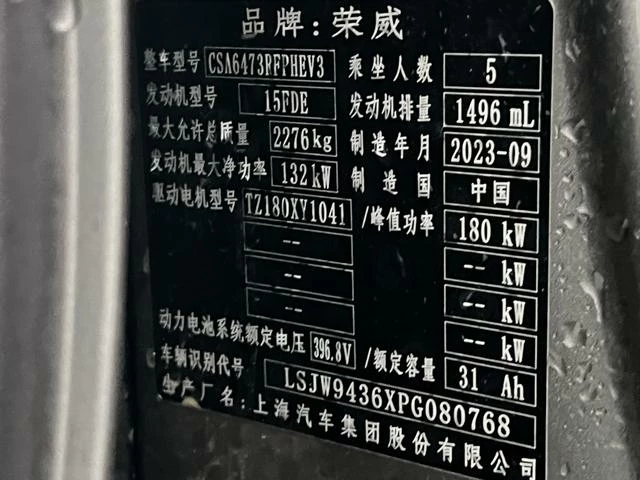 品牌:荣威
整车型号 CSA6473RFPHEV3 乘坐人数 5
发动机型号 15FDE 发动机排量 1496 mL
最大允许总质量 2276kg 制造年月 2023-09
发动机最大净功率 132kW 制造国 中国
驱动电机型号 TZ180XY1041 /峰值功率 180 kW
-- -- kW
-- -- kW
-- -- kW
动力电池系统额定电压 396.8V /额定容量 31 Ah
车辆识别代号 LSJW9436XPG080768
生产厂名:上海汽车集团股份有限公司